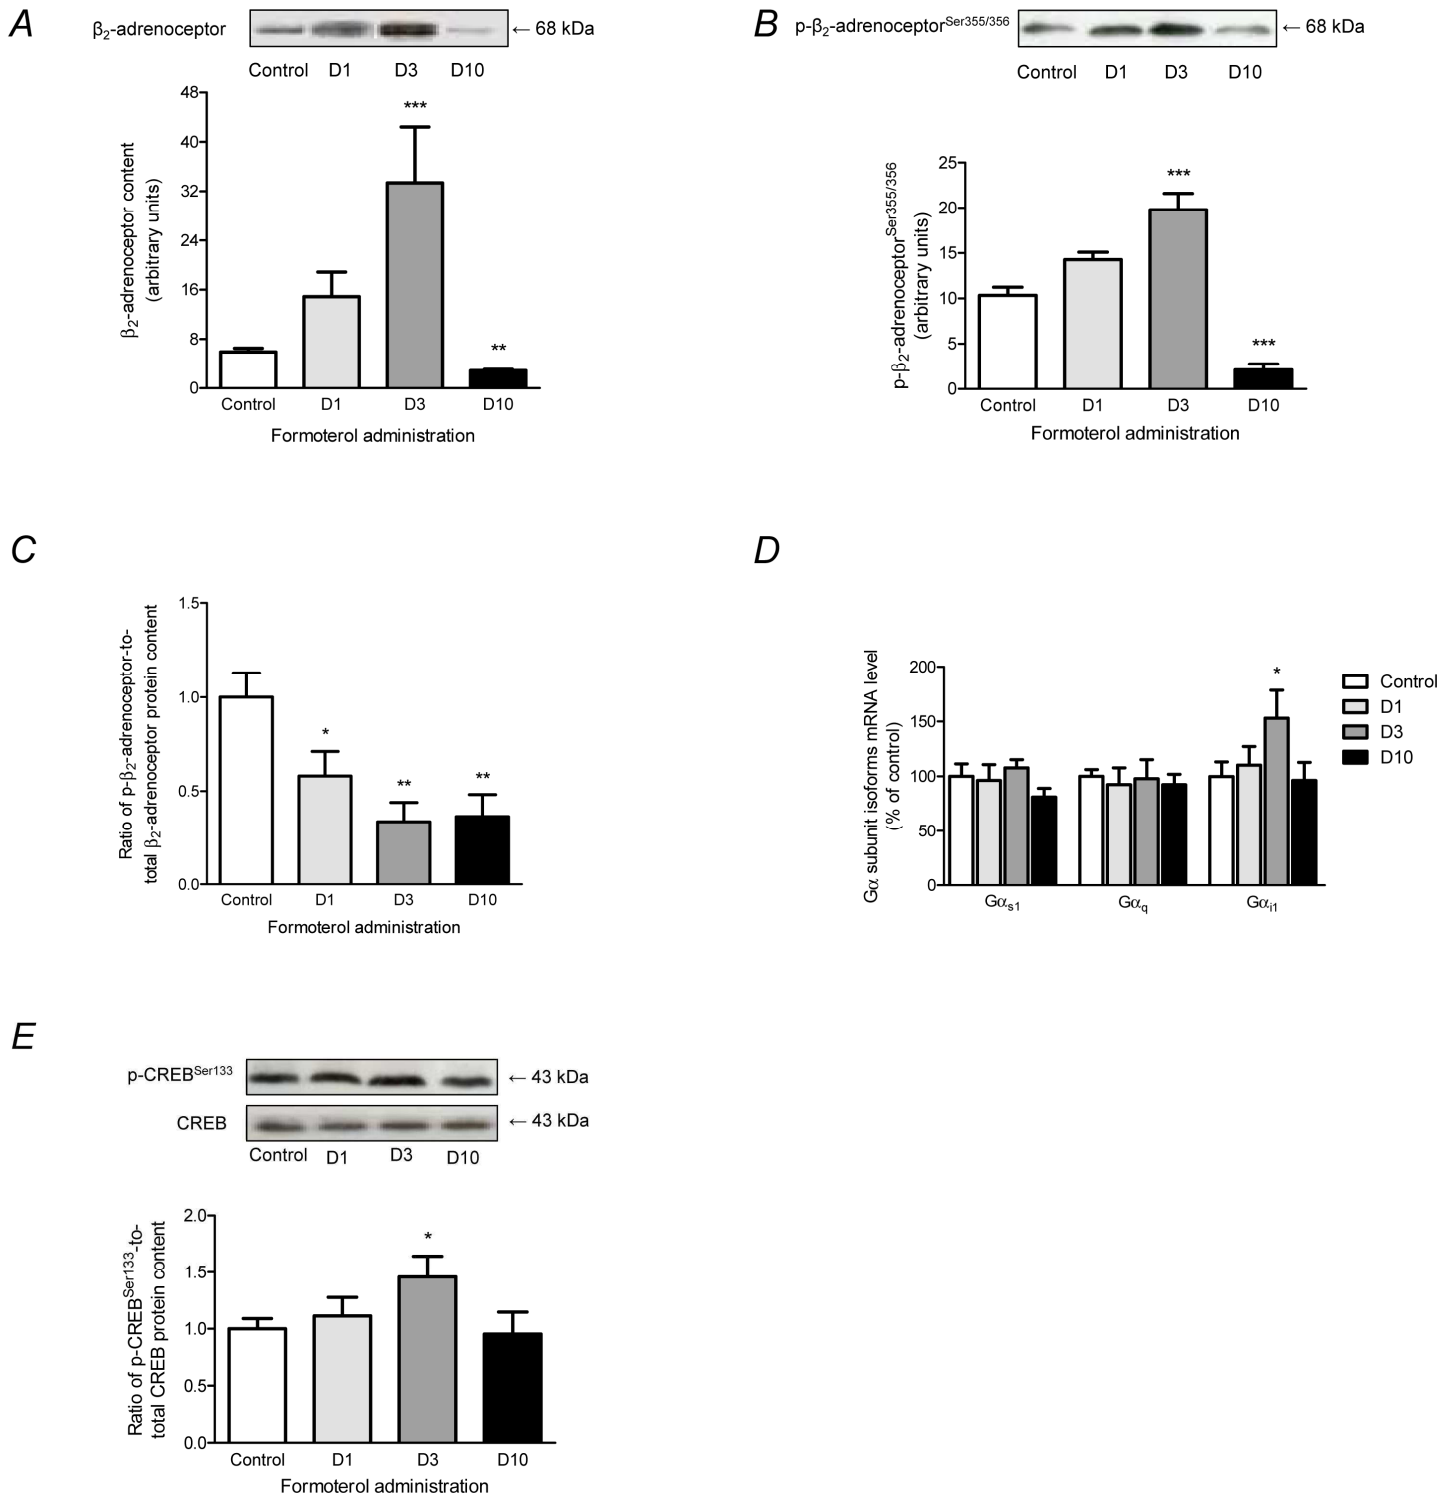 A
β2-adrenoceptor
← 68 kDa
Control D1 D3 D10
β2-adrenoceptor content
(arbitrary units)
48
40
32
24
16
8
0
***
**
Control D1 D3 D10
Formoterol administration
B
p-β2-adrenoceptorSer355/356
← 68 kDa
Control D1 D3 D10
p-β2-adrenoceptorSer355/356
(arbitrary units)
25
20
15
10
5
0
***
***
Control D1 D3 D10
Formoterol administration
C
Ratio of p-β2-adrenoceptor-to-
total β2-adrenoceptor protein content
1.5
1.0
0.5
0.0
*
**
**
Control D1 D3 D10
Formoterol administration
D
Gα subunit isoforms mRNA level
(% of control)
200
150
100
50
0
*
Gαs1 Gαq Gαi1
Control
D1
D3
D10
E
p-CREBSer133
← 43 kDa
CREB
← 43 kDa
Control D1 D3 D10
Ratio of p-CREBSer133-to-
total CREB protein content
2.0
1.5
1.0
0.5
0.0
*
Control D1 D3 D10
Formoterol administration